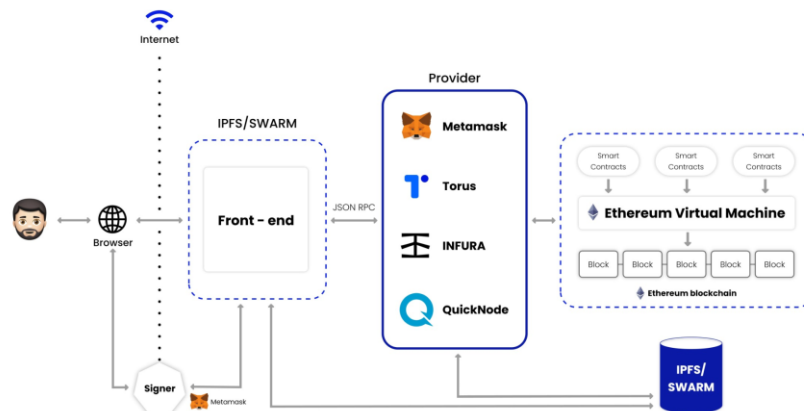 Internet
Provider
IPFS/SWARM
Metamask
Smart
Contracts
Smart
Contracts
Smart
Contracts
Torus
JSON RPC
Front - end
Ethereum Virtual Machine
Browser
INFURA
Block
Block
Block
Block
Block
Ethereum blockchain
QuickNode
IPFS/
SWARM
Signer
Metamask